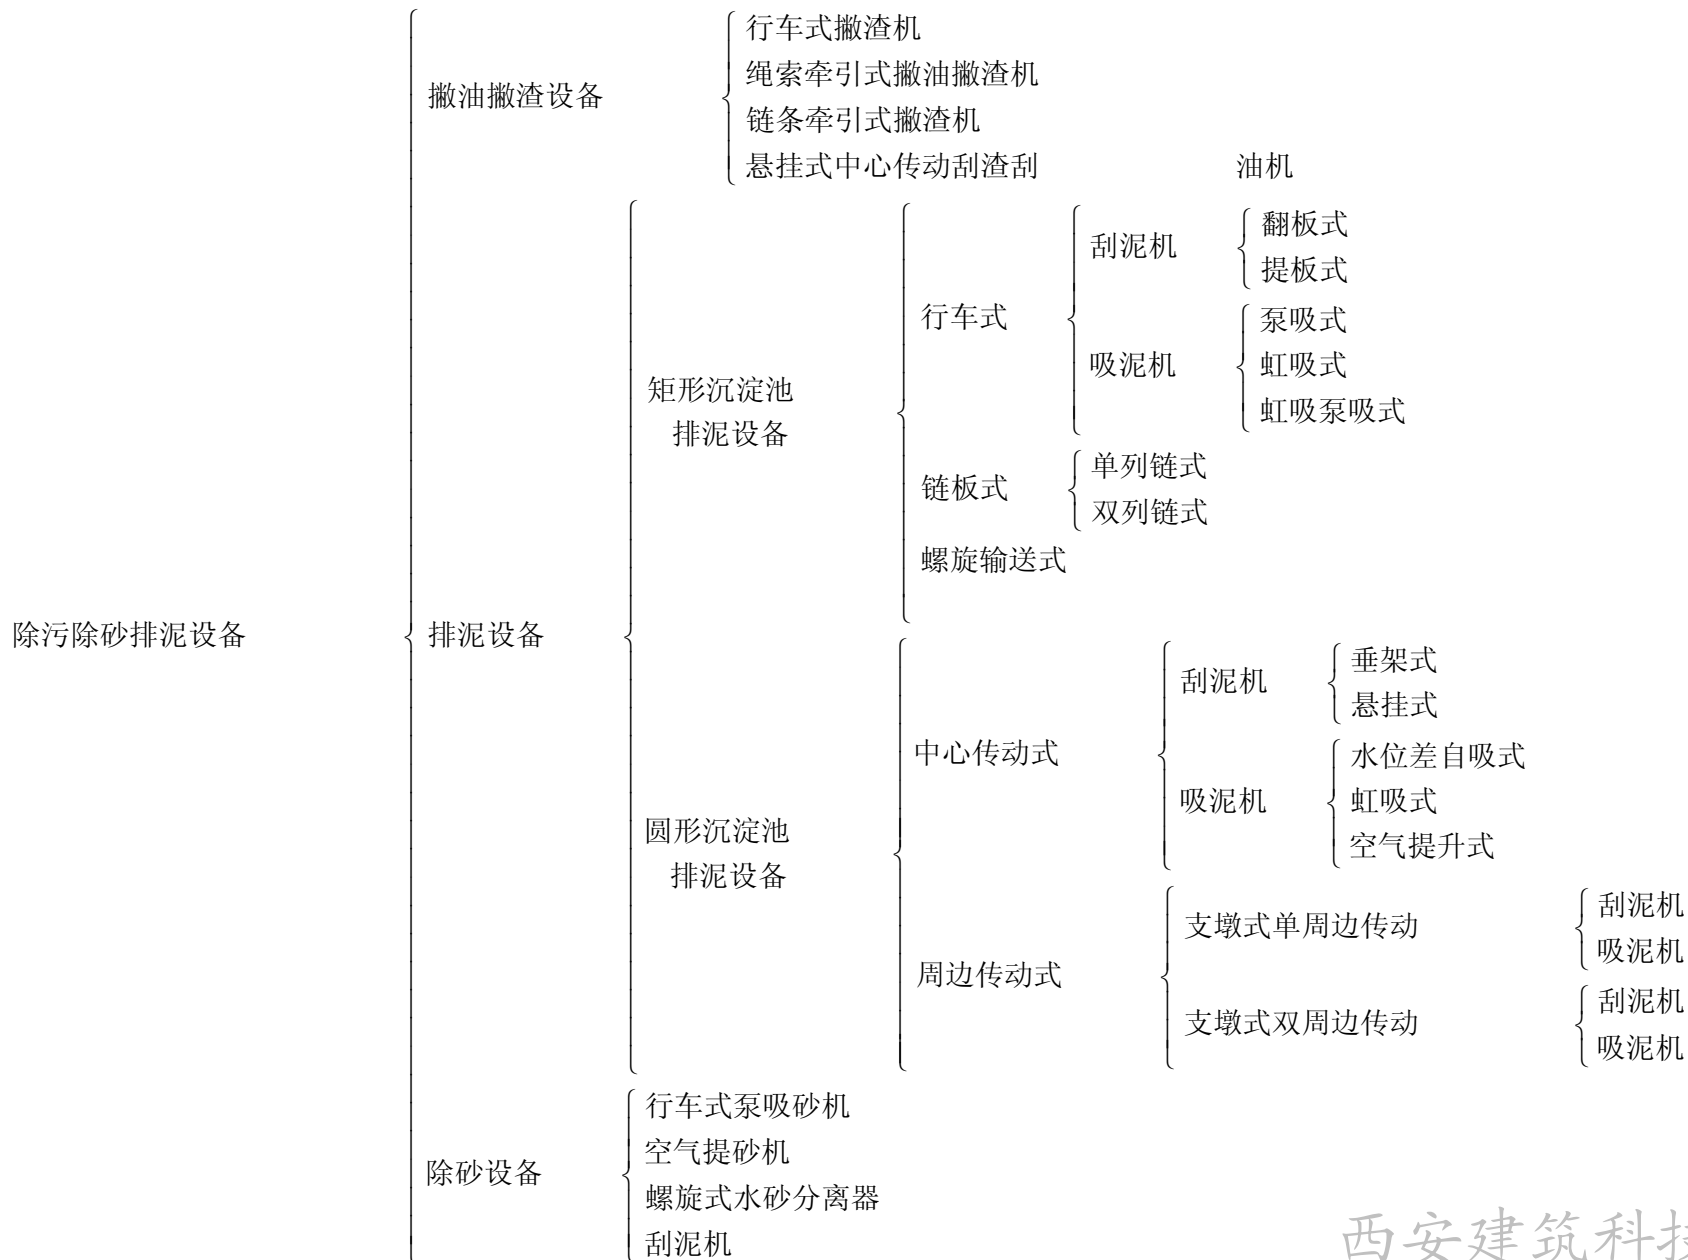 行车式撇渣机
绳索牵引式撇油撇渣机
撇油撇渣设备
链条牵引式撇渣机
悬挂式中心传动刮渣刮 油机
翻板式
刮泥机
提板式
行车式
泵吸式
吸泥机
虹吸式
虹吸泵吸式
矩形沉淀池
排泥设备
单列链式
链板式
双列链式
螺旋输送式
除污除砂排泥设备
排泥设备
垂架式
刮泥机
悬挂式
中心传动式
水位差自吸式
吸泥机
虹吸式
空气提升式
圆形沉淀池
排泥设备
支墩式单周边传动
刮泥机
吸泥机
周边传动式
支墩式双周边传动
刮泥机
吸泥机
行车式泵吸砂机
空气提砂机
除砂设备
螺旋式水砂分离器
刮泥机
西安建筑科技